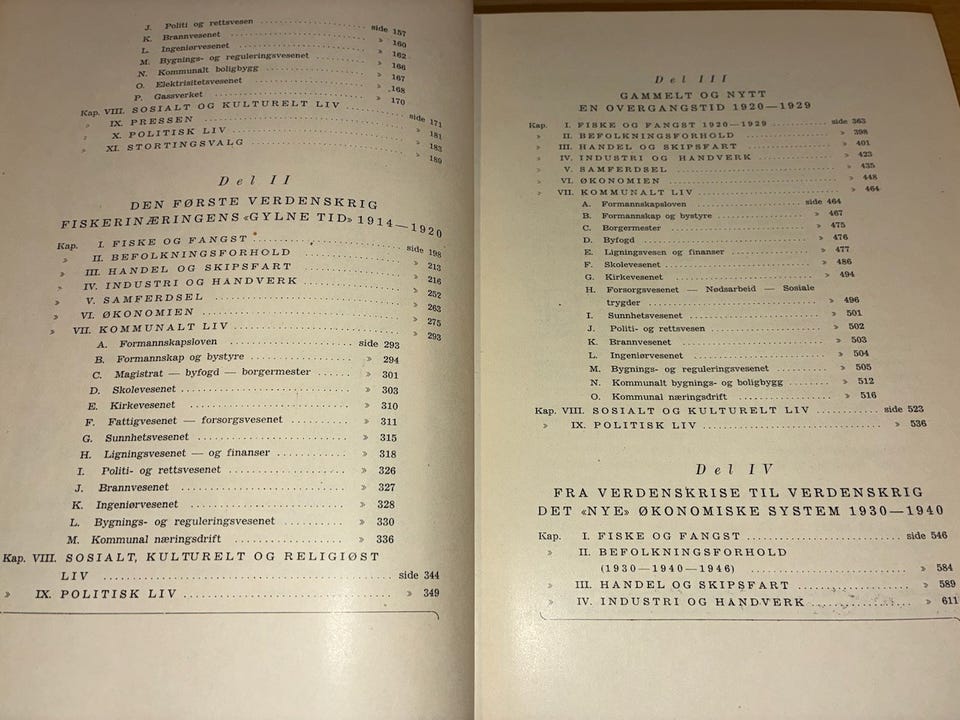 J. Politi og rettsvesen ........ side 157
K. Brannvesenet ........ » 160
L. Ingeniørvesenet ........ » 162
M. Bygnings- og reguleringsvesenet ........ » 166
N. Kommunalt boligbygg ........ » 167
O. Elektrisitetsvesenet ........ » 168
P. Gassverket ........ » 170
Kap. VIII. SOSIALT OG KULTURELT LIV ........ side 171
» IX. PRESSEN ........ » 181
» X. POLITISK LIV ........ » 183
» XI. STORTINGSVALG ........ » 189
Del II
DEN FØRSTE VERDENSKRIG
FISKERINÆRINGENS «GYLNE TID» 1914—1920
Kap. I. FISKE OG FANGST ........ side 198
» II. BEFOLKNINGSFORHOLD ........ » 213
» III. HANDEL OG SKIPSFART ........ » 216
» IV. INDUSTRI OG HANDVERK ........ » 252
» V. SAMFERDSEL ........ » 263
» VI. ØKONOMIEN ........ » 275
» VII. KOMMUNALT LIV ........ » 293
A. Formannskapsloven ........ side 293
B. Formannskap og bystyre ........ » 294
C. Magistrat — byfogd — borgermester ........ » 301
D. Skolevesenet ........ » 303
E. Kirkevesenet ........ » 310
F. Fattigvesenet — forsorgsvesenet ........ » 311
G. Sunnhetsvesenet ........ » 315
H. Ligningsvesenet — og finanser ........ » 318
I. Politi- og rettsvesenet ........ » 326
J. Brannvesenet ........ » 327
K. Ingeniørvesenet ........ » 328
L. Bygnings- og reguleringsvesenet ........ » 330
M. Kommunal næringsdrift ........ » 336
Kap. VIII. SOSIALT, KULTURELT OG RELIGIØST
LIV ........ side 344
» IX. POLITISK LIV ........ » 349
Del III
GAMMELT OG NYTT
EN OVERGANGSTID 1920—1929
Kap. I. FISKE OG FANGST 1920—1929 ........ side 363
» II. BEFOLKNINGSFORHOLD ........ » 398
» III. HANDEL OG SKIPSFART ........ » 401
» IV. INDUSTRI OG HANDVERK ........ » 423
» V. SAMFERDSEL ........ » 435
» VI. ØKONOMIEN ........ » 448
VII. KOMMUNALT LIV ........ » 464
A. Formannskapsloven ........ side 464
B. Formannskap og bystyre ........ » 467
C. Borgermester ........ » 475
D. Byfogd ........ » 476
E. Ligningsvesen og finanser ........ » 477
F. Skolevesenet ........ » 486
G. Kirkevesenet ........ » 494
H. Forsorgsvesenet — Nødsarbeid — Sosiale
trygder ........ » 496
I. Sunnhetsvesenet ........ » 501
J. Politi- og rettsvesen ........ » 502
K. Brannvesenet ........ » 503
L. Ingeniørvesenet ........ » 504
M. Bygnings- og reguleringsvesenet ........ » 505
N. Kommunalt bygnings- og boligbygg ........ » 512
O. Kommunal næringsdrift ........ » 516
Kap. VIII. SOSIALT OG KULTURELT LIV ........ side 523
» IX. POLITISK LIV ........ » 536
Del IV
FRA VERDENSKRISE TIL VERDENSKRIG
DET «NYE» ØKONOMISKE SYSTEM 1930—1940
Kap. I. FISKE OG FANGST ........ side 546
» II. BEFOLKNINGSFORHOLD
(1930—1940—1946) ........ » 584
» III. HANDEL OG SKIPSFART ........ » 589
» IV. INDUSTRI OG HANDVERK ........ » 611